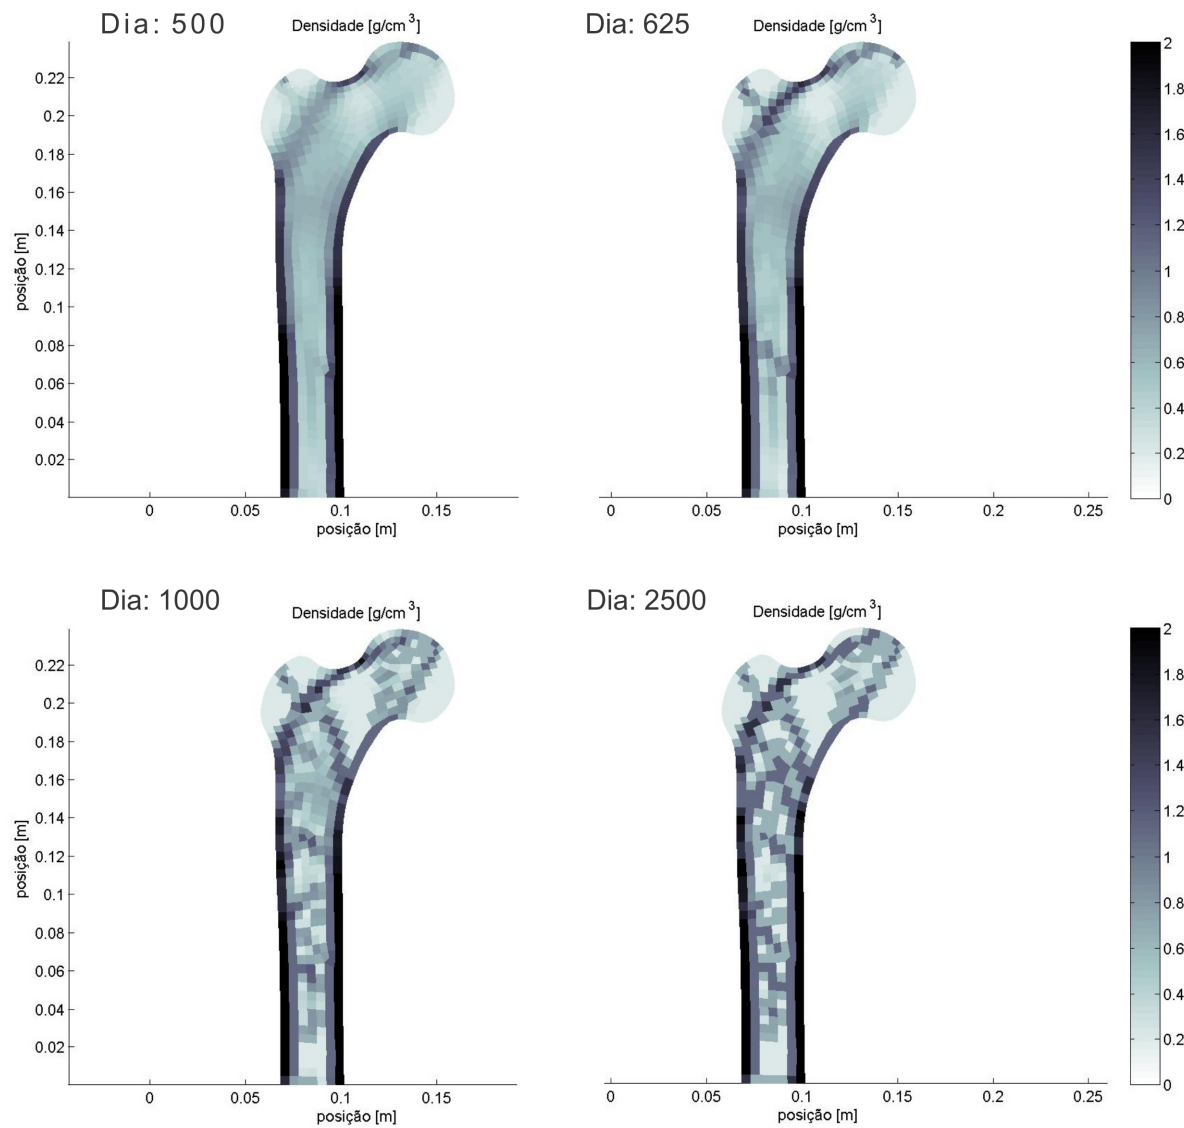 Dia: 500
Densidade [g/cm³]
Dia: 625
Densidade [g/cm³]
posição [m]
0.22
0.2
0.18
0.16
0.14
0.12
0.1
0.08
0.06
0.04
0.02
0 0.05 0.1 0.15
posição [m]
0 0.05 0.1 0.15 0.2 0.25
posição [m]
2
1.8
1.6
1.4
1.2
1
0.8
0.6
0.4
0.2
0
Dia: 1000
Densidade [g/cm³]
Dia: 2500
Densidade [g/cm³]
posição [m]
0.22
0.2
0.18
0.16
0.14
0.12
0.1
0.08
0.06
0.04
0.02
0 0.05 0.1 0.15
posição [m]
0 0.05 0.1 0.15 0.2 0.25
posição [m]
2
1.8
1.6
1.4
1.2
1
0.8
0.6
0.4
0.2
0